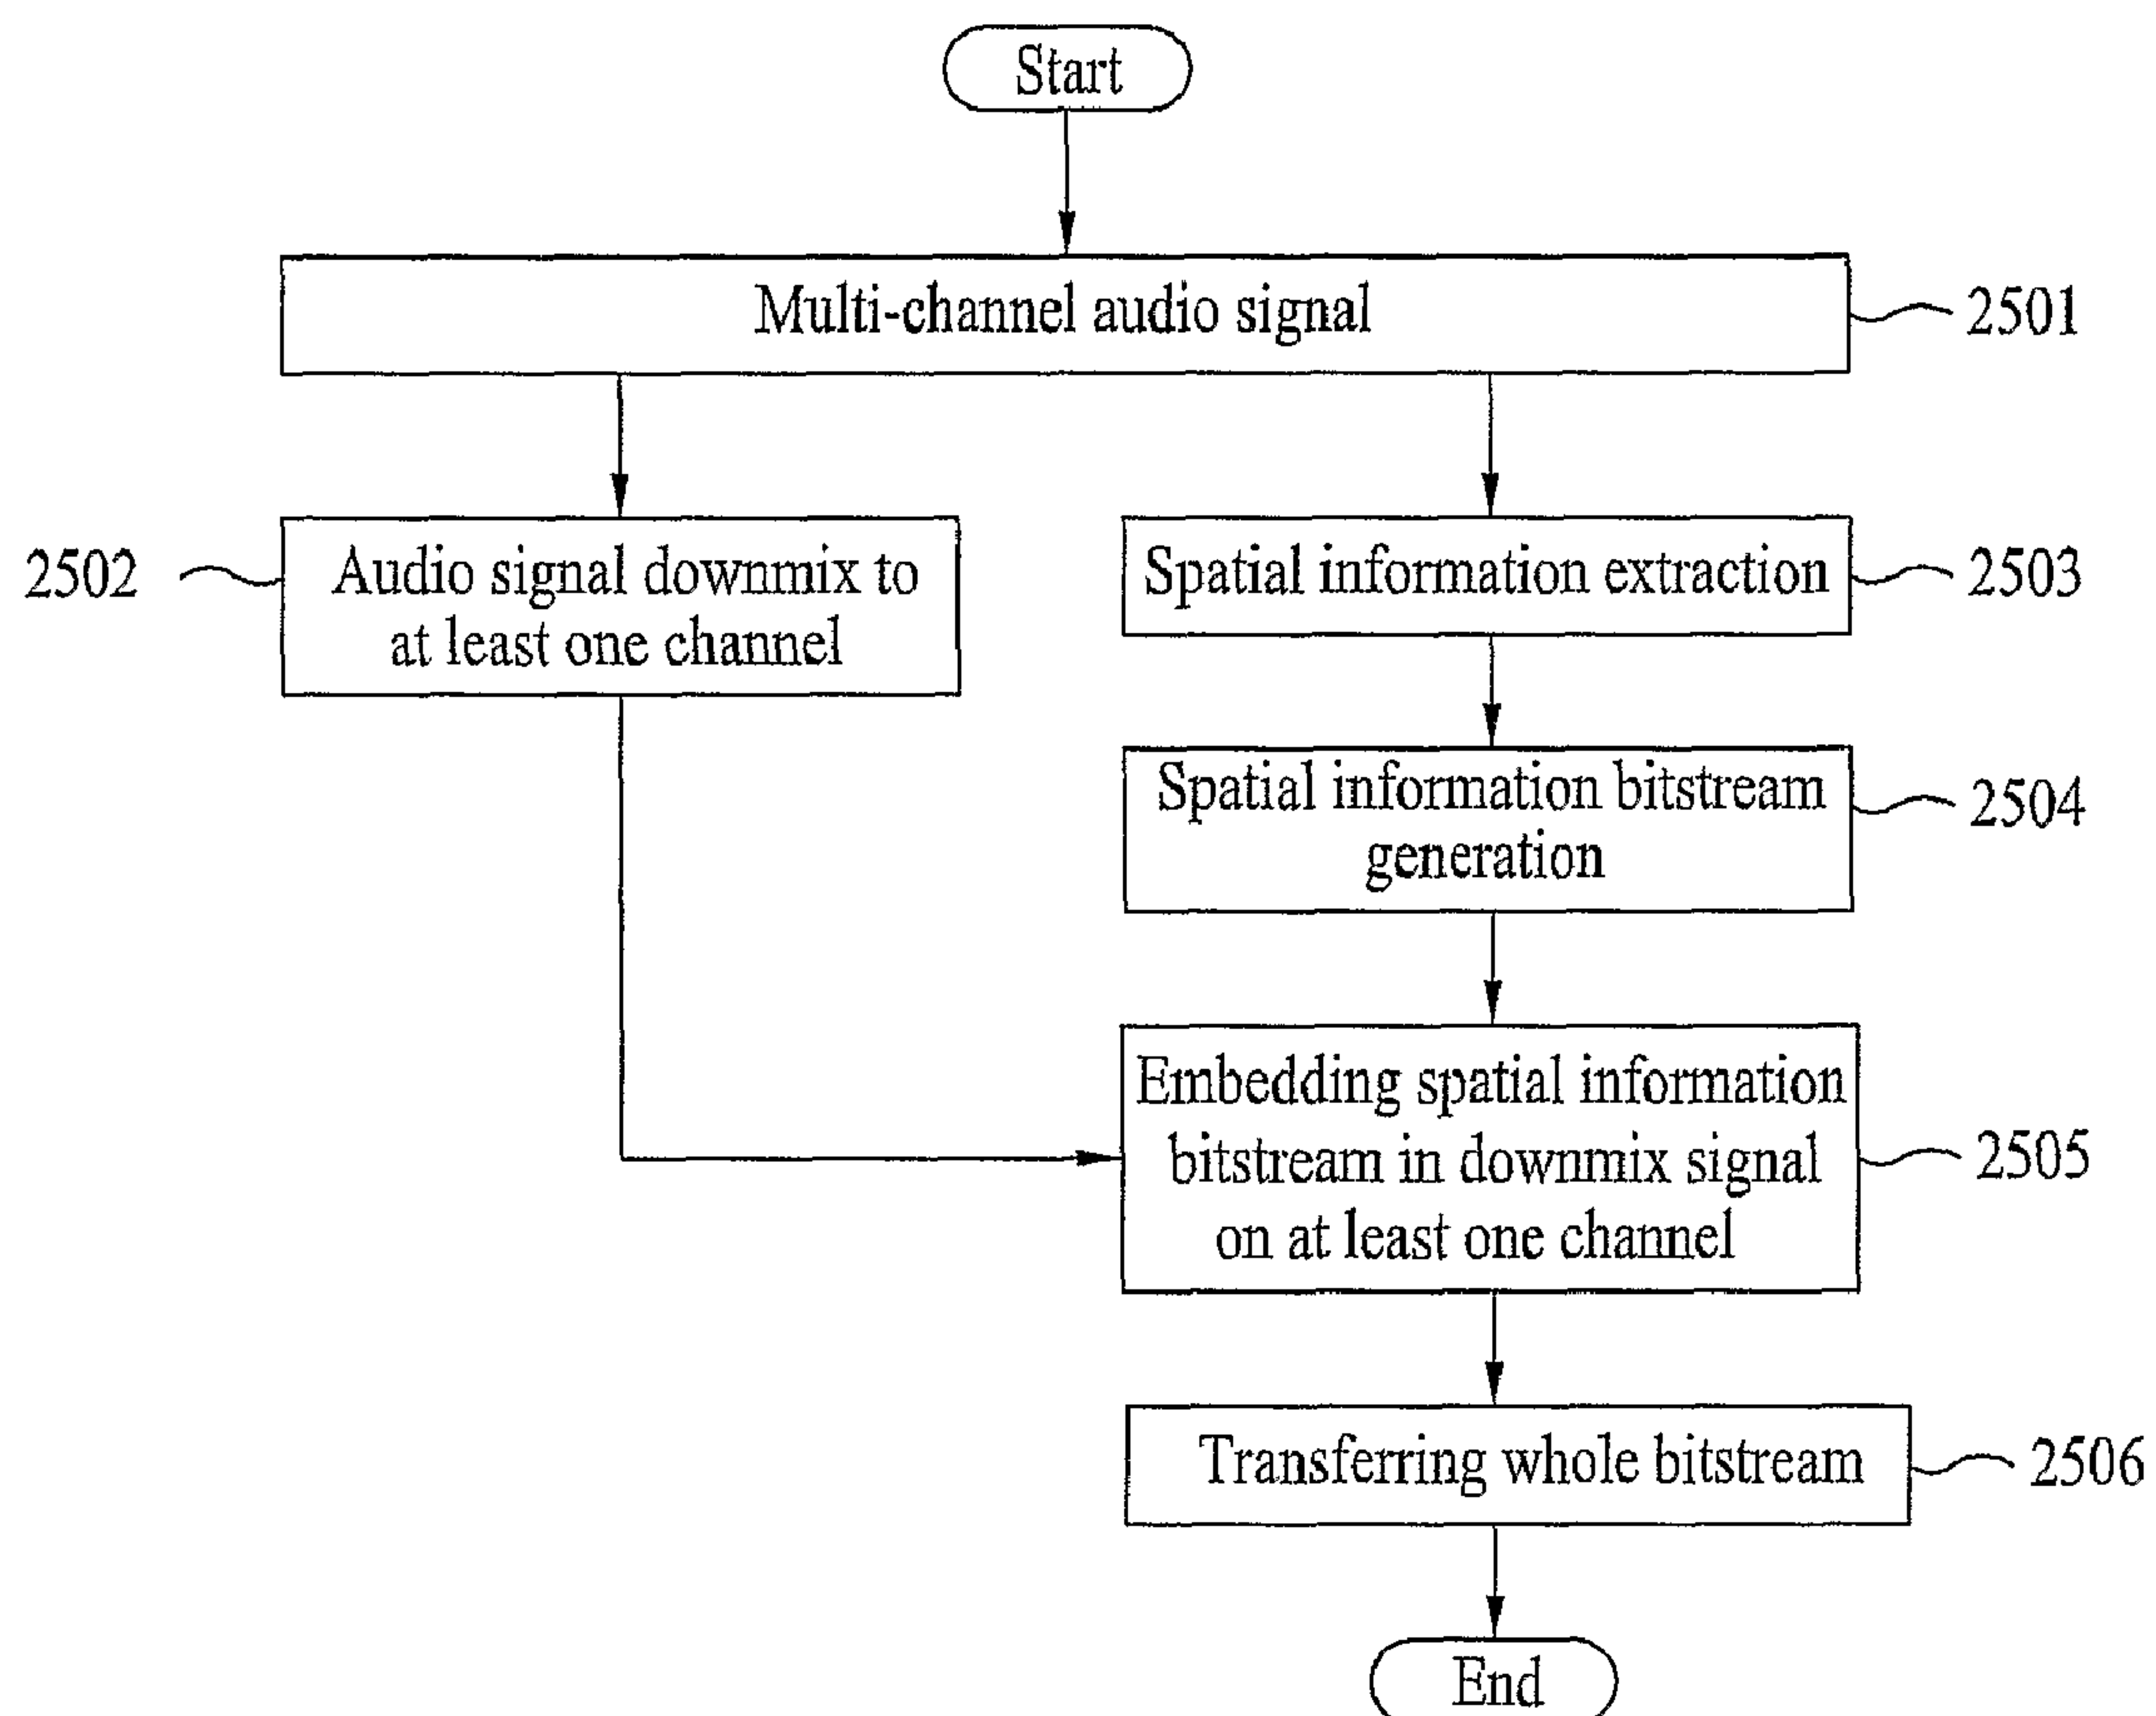 Start
Multi-channel audio signal
2501
2502
Audio signal downmix to
at least one channel
Spatial information extraction
2503
Spatial information bitstream
generation
2504
Embedding spatial information
bitstream in downmix signal
on at least one channel
2505
Transferring whole bitstream
2506
End